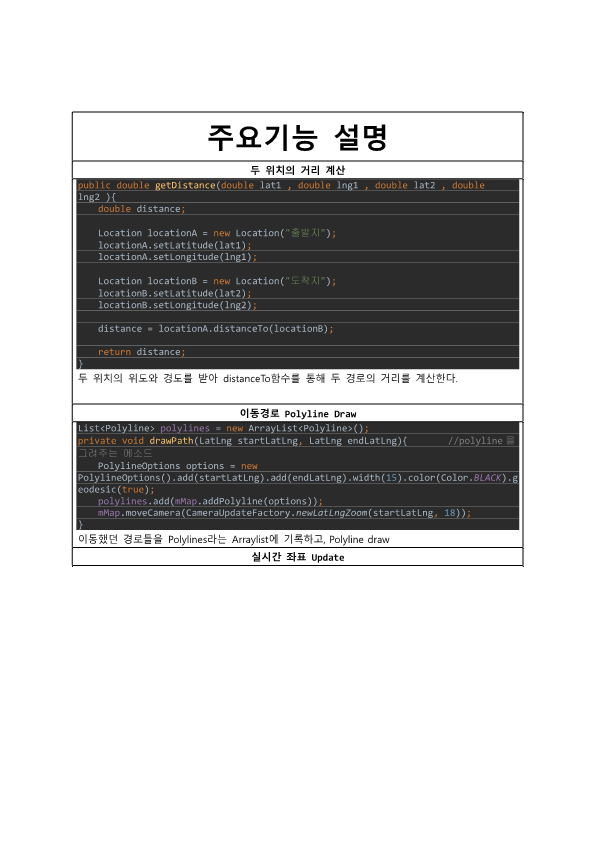 주요기능 설명
두 위치의 거리 계산
public double getDistance(double lat1 , double lng1 , double lat2 , double
lng2 ){
double distance;
Location locationA = new Location("출발지");
locationA.setLatitude(lat1);
locationA.setLongitude(lng1);
Location locationB = new Location("도착지");
locationB.setLatitude(lat2);
locationB.setLongitude(lng2);
distance = locationA.distanceTo(locationB);
return distance;
}
두 위치의 위도와 경도를 받아 distanceTo함수를 통해 두 경로의 거리를 계산한다.
이동경로 Polyline Draw
List<Polyline> polylines = new ArrayList<Polyline>();
private void drawPath(LatLng startLatLng, LatLng endLatLng){ //polyline을
그려주는 메소드
PolylineOptions options = new
PolylineOptions().add(startLatLng).add(endLatLng).width(15).color(Color.BLACK).g
eodesic(true);
polylines.add(mMap.addPolyline(options));
mMap.moveCamera(CameraUpdateFactory.newLatLngZoom(startLatLng, 18));
}
이동했던 경로들을 Polylines라는 Arraylist에 기록하고, Polyline draw
실시간 좌표 Update